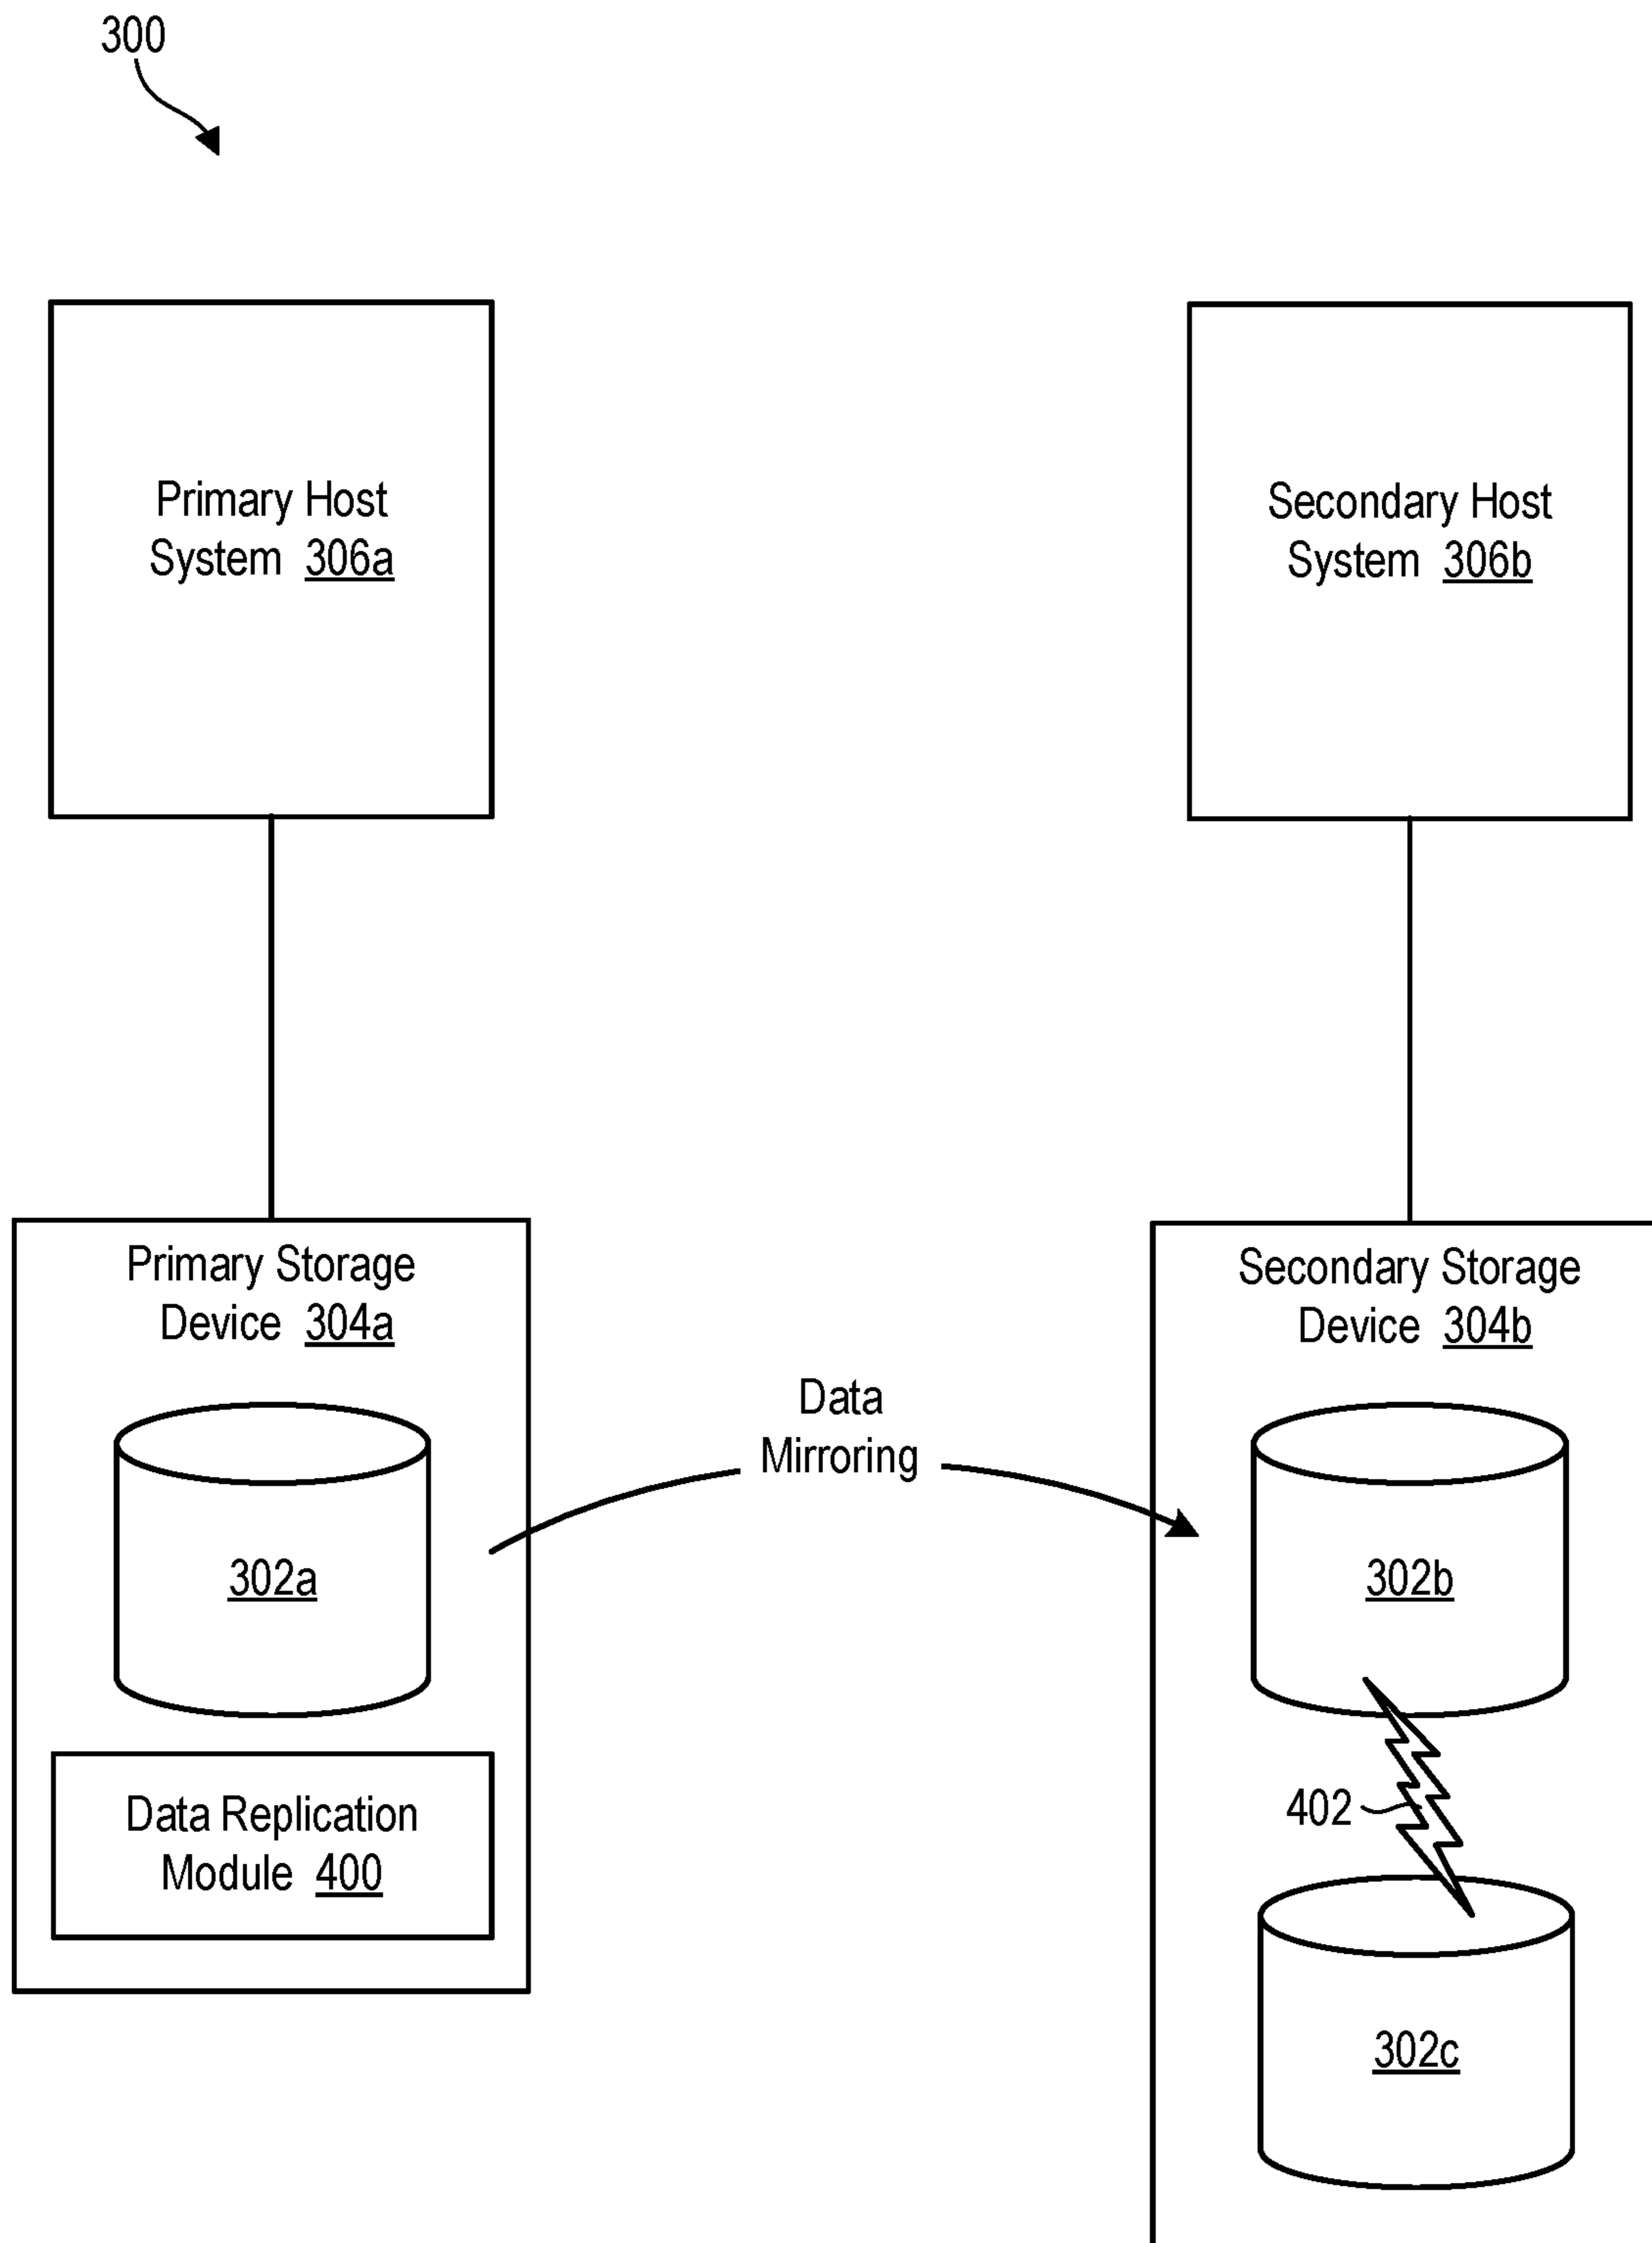 300
Primary Host
System 306a
Secondary Host
System 306b
Primary Storage
Device 304a
Secondary Storage
Device 304b
Data
Mirroring
302a
302b
Data Replication
Module 400
402
302c